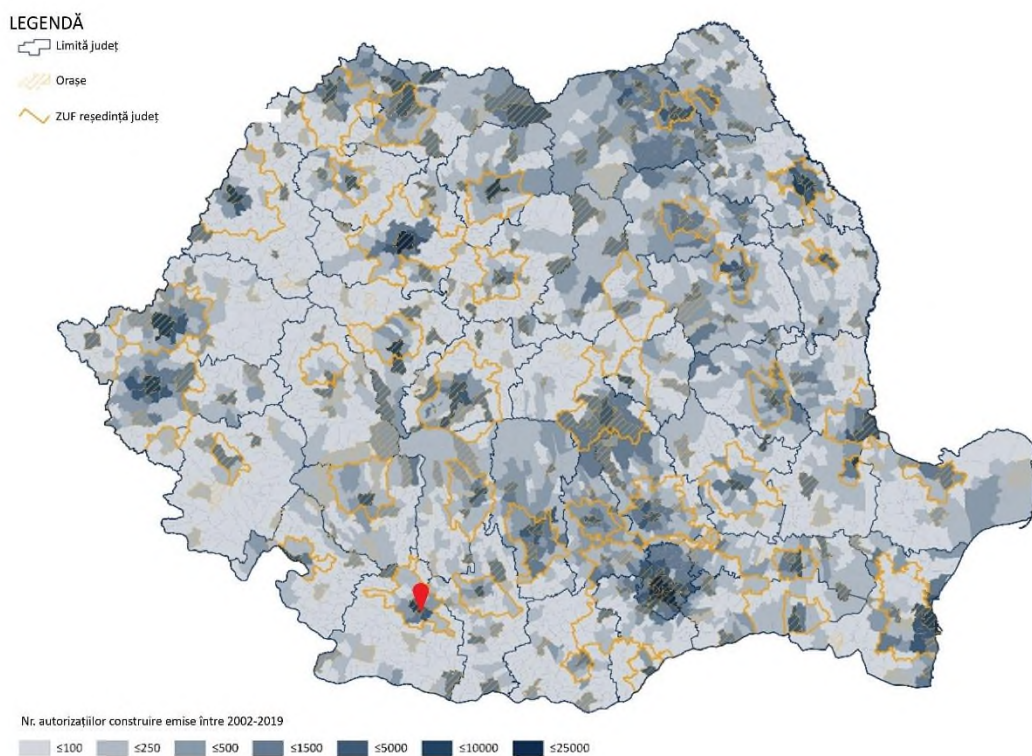 LEGENDĂ
Limită județ
Orașe
ZUF reședință județ
Nr. autorizațiilor construire emise între 2002-2019
≤100 ≤250 ≤500 ≤1500 ≤5000 ≤10000 ≤25000